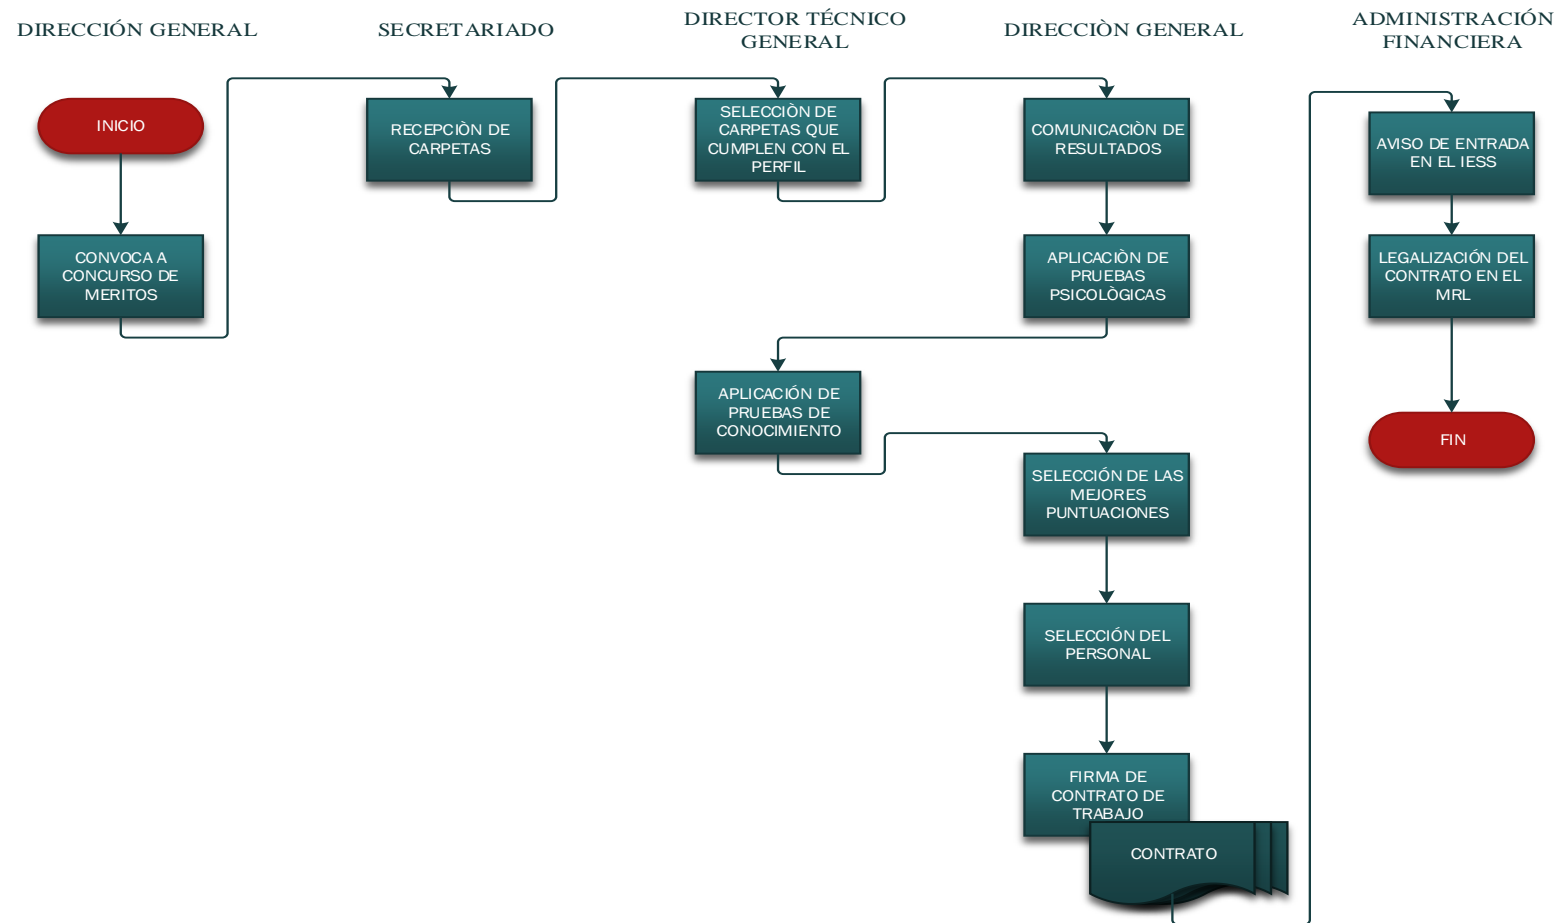 DIRECCIÓN GENERAL
SECRETARIADO
DIRECTOR TÉCNICO
GENERAL
DIRECCIÒN GENERAL
ADMINISTRACIÓN
FINANCIERA
INICIO
CONVOCA A
CONCURSO DE
MERITOS
RECEPCIÒN DE
CARPETAS
SELECCIÒN DE
CARPETAS QUE
CUMPLEN CON EL
PERFIL
COMUNICACIÒN DE
RESULTADOS
APLICACIÒN DE
PRUEBAS
PSICOLÒGICAS
APLICACIÓN DE
PRUEBAS DE
CONOCIMIENTO
SELECCIÓN DE LAS
MEJORES
PUNTUACIONES
SELECCIÓN DEL
PERSONAL
FIRMA DE
CONTRATO DE
TRABAJO
CONTRATO
AVISO DE ENTRADA
EN EL IESS
LEGALIZACIÓN DEL
CONTRATO EN EL
MRL
FIN